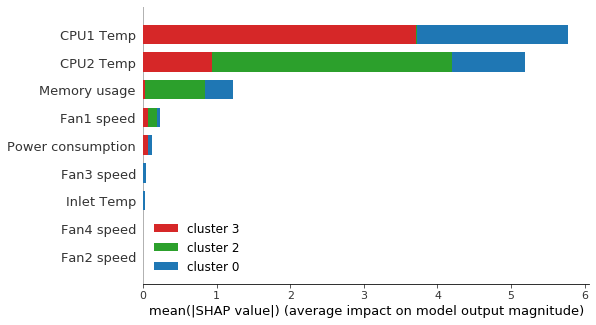 CPU1 Temp
CPU2 Temp
Memory usage
Fan1 speed
Power consumption
Fan3 speed
Inlet Temp
Fan4 speed
Fan2 speed
cluster 3
cluster 2
cluster 0
0 1 2 3 4 5 6
mean(|SHAP value|) (average impact on model output magnitude)